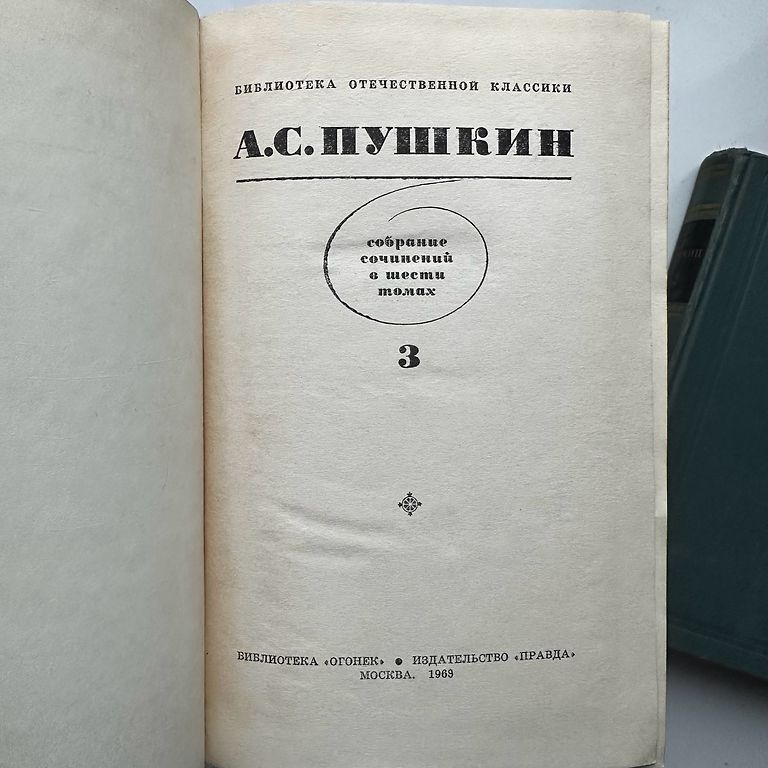 БИБЛИОТЕКА ОТЕЧЕСТВЕННОЙ КЛАССИКИ
А.С.ПУШКИН
собрание
сочинений
в шести
томах
3
БИБЛИОТЕКА «ОГОНЕК» ● ИЗДАТЕЛЬСТВО «ПРАВДА»
МОСКВА. 1969